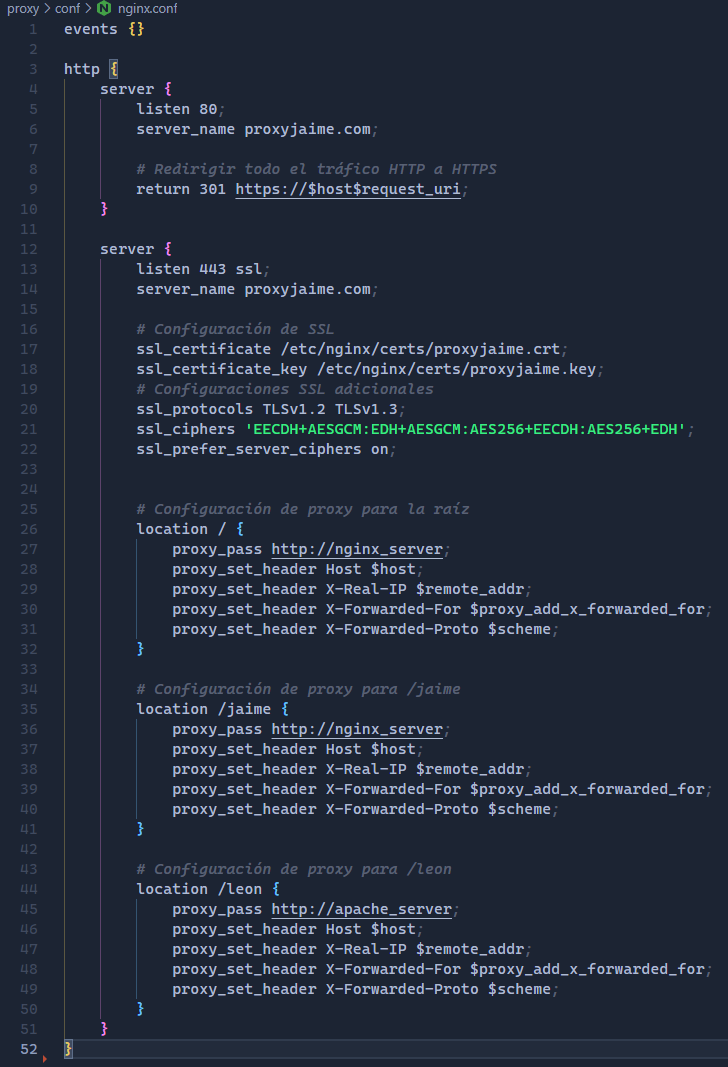 proxy > conf > nginx.conf
1 events {}
2
3 http {
4 server {
5 listen 80;
6 server_name proxyjaime.com;
7
8 # Redirigir todo el tráfico HTTP a HTTPS
9 return 301 https://$host$request_uri;
10 }
11
12 server {
13 listen 443 ssl;
14 server_name proxyjaime.com;
15
16 # Configuración de SSL
17 ssl_certificate /etc/nginx/certs/proxyjaime.crt;
18 ssl_certificate_key /etc/nginx/certs/proxyjaime.key;
19 # Configuraciones SSL adicionales
20 ssl_protocols TLSv1.2 TLSv1.3;
21 ssl_ciphers 'EECDH+AESGCM:EDH+AESGCM:AES256+EECDH:AES256+EDH';
22 ssl_prefer_server_ciphers on;
23
24
25 # Configuración de proxy para la raíz
26 location / {
27 proxy_pass http://nginx_server;
28 proxy_set_header Host $host;
29 proxy_set_header X-Real-IP $remote_addr;
30 proxy_set_header X-Forwarded-For $proxy_add_x_forwarded_for;
31 proxy_set_header X-Forwarded-Proto $scheme;
32 }
33
34 # Configuración de proxy para /jaime
35 location /jaime {
36 proxy_pass http://nginx_server;
37 proxy_set_header Host $host;
38 proxy_set_header X-Real-IP $remote_addr;
39 proxy_set_header X-Forwarded-For $proxy_add_x_forwarded_for;
40 proxy_set_header X-Forwarded-Proto $scheme;
41 }
42
43 # Configuración de proxy para /leon
44 location /leon {
45 proxy_pass http://apache_server;
46 proxy_set_header Host $host;
47 proxy_set_header X-Real-IP $remote_addr;
48 proxy_set_header X-Forwarded-For $proxy_add_x_forwarded_for;
49 proxy_set_header X-Forwarded-Proto $scheme;
50 }
51 }
52 }